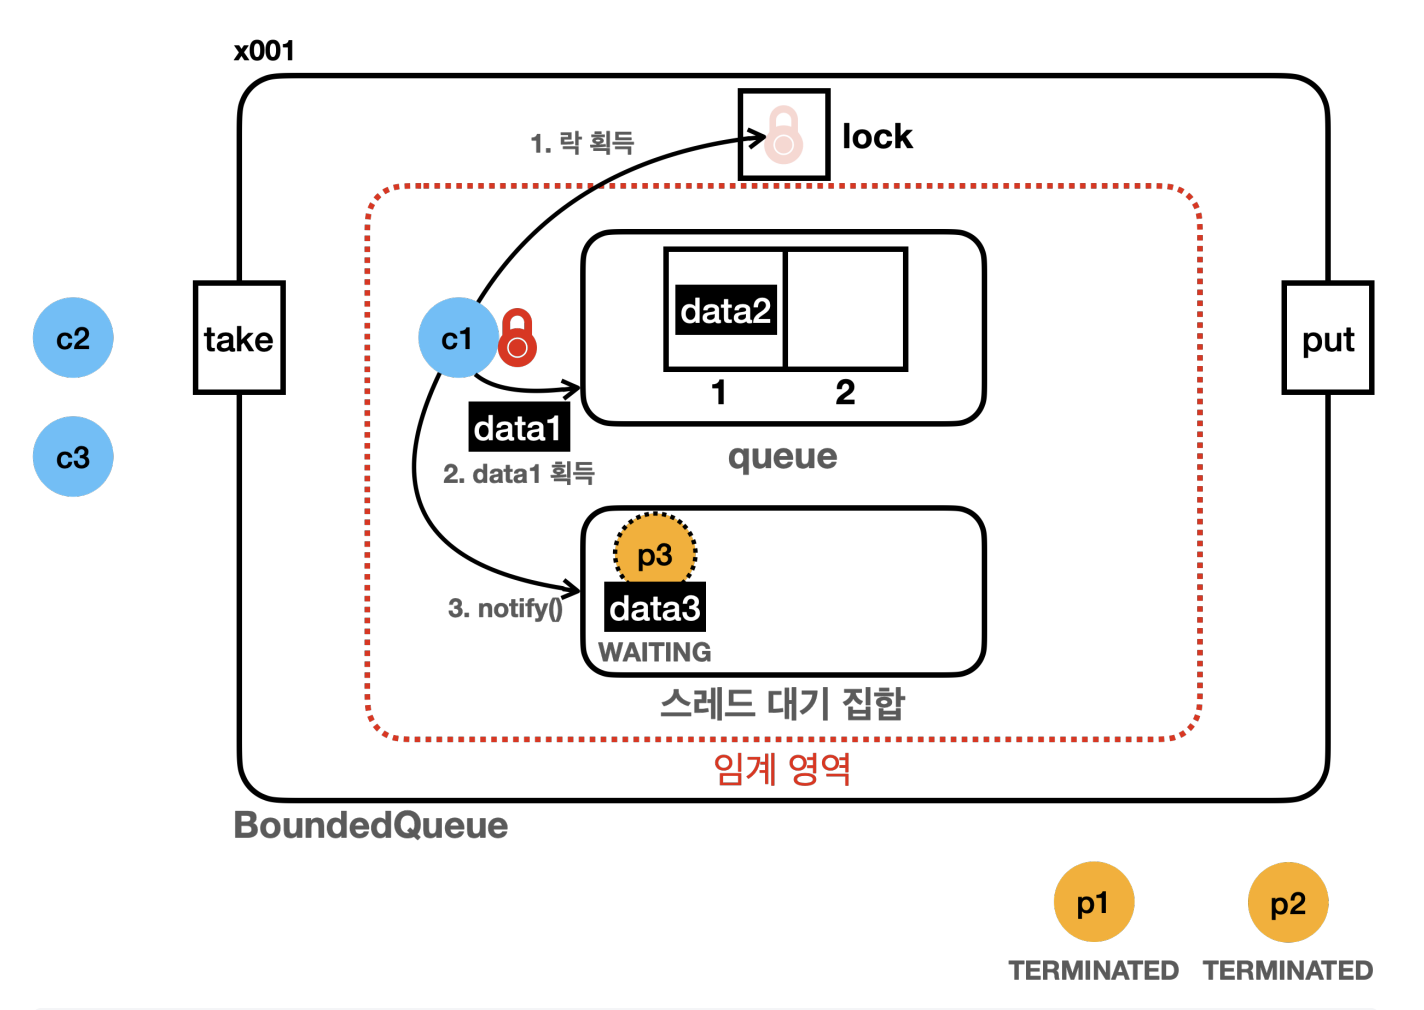 x001
1. 락 획득
lock
c2
take
c1
data2
put
1
2
c3
data1
queue
2. data1 획득
p3
3. notify()
data3
WAITING
스레드 대기 집합
임계 영역
BoundedQueue
p1
p2
TERMINATED
TERMINATED